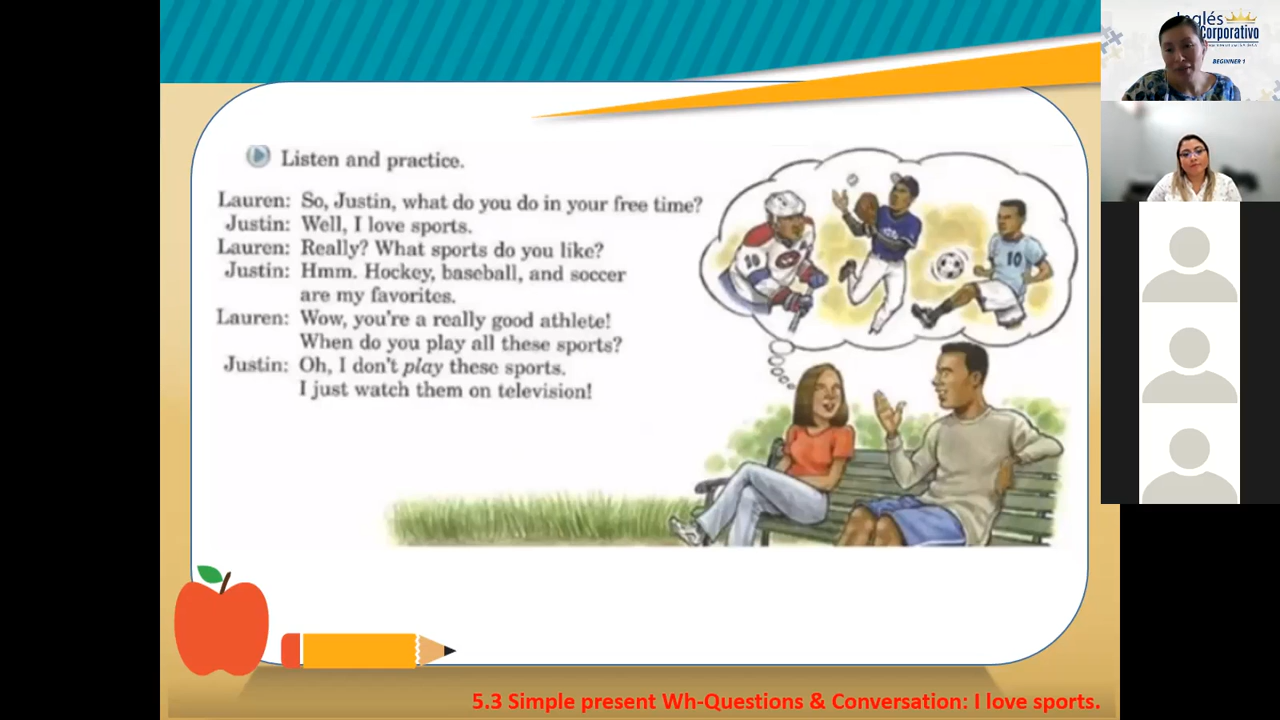 Inglés
Corporativo
BEGINNER 1
Listen and practice.
Lauren: So, Justin, what do you do in your free time?
Justin: Well, I love sports.
Lauren: Really? What sports do you like?
Justin: Hmm. Hockey, baseball, and soccer
are my favorites.
Lauren: Wow, you're a really good athlete!
When do you play all these sports?
Justin: Oh, I don't play these sports.
I just watch them on television!
10
10
5.3 Simple present Wh-Questions & Conversation: I love sports.